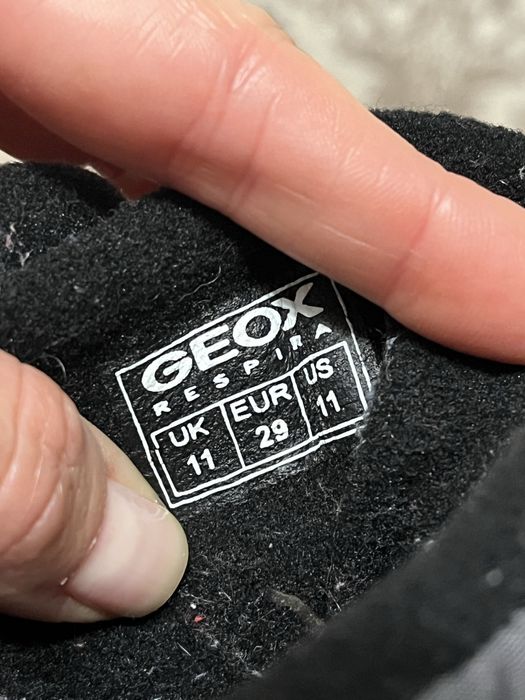 GEOX
RESPIRA
UK EUR US
11 29 11